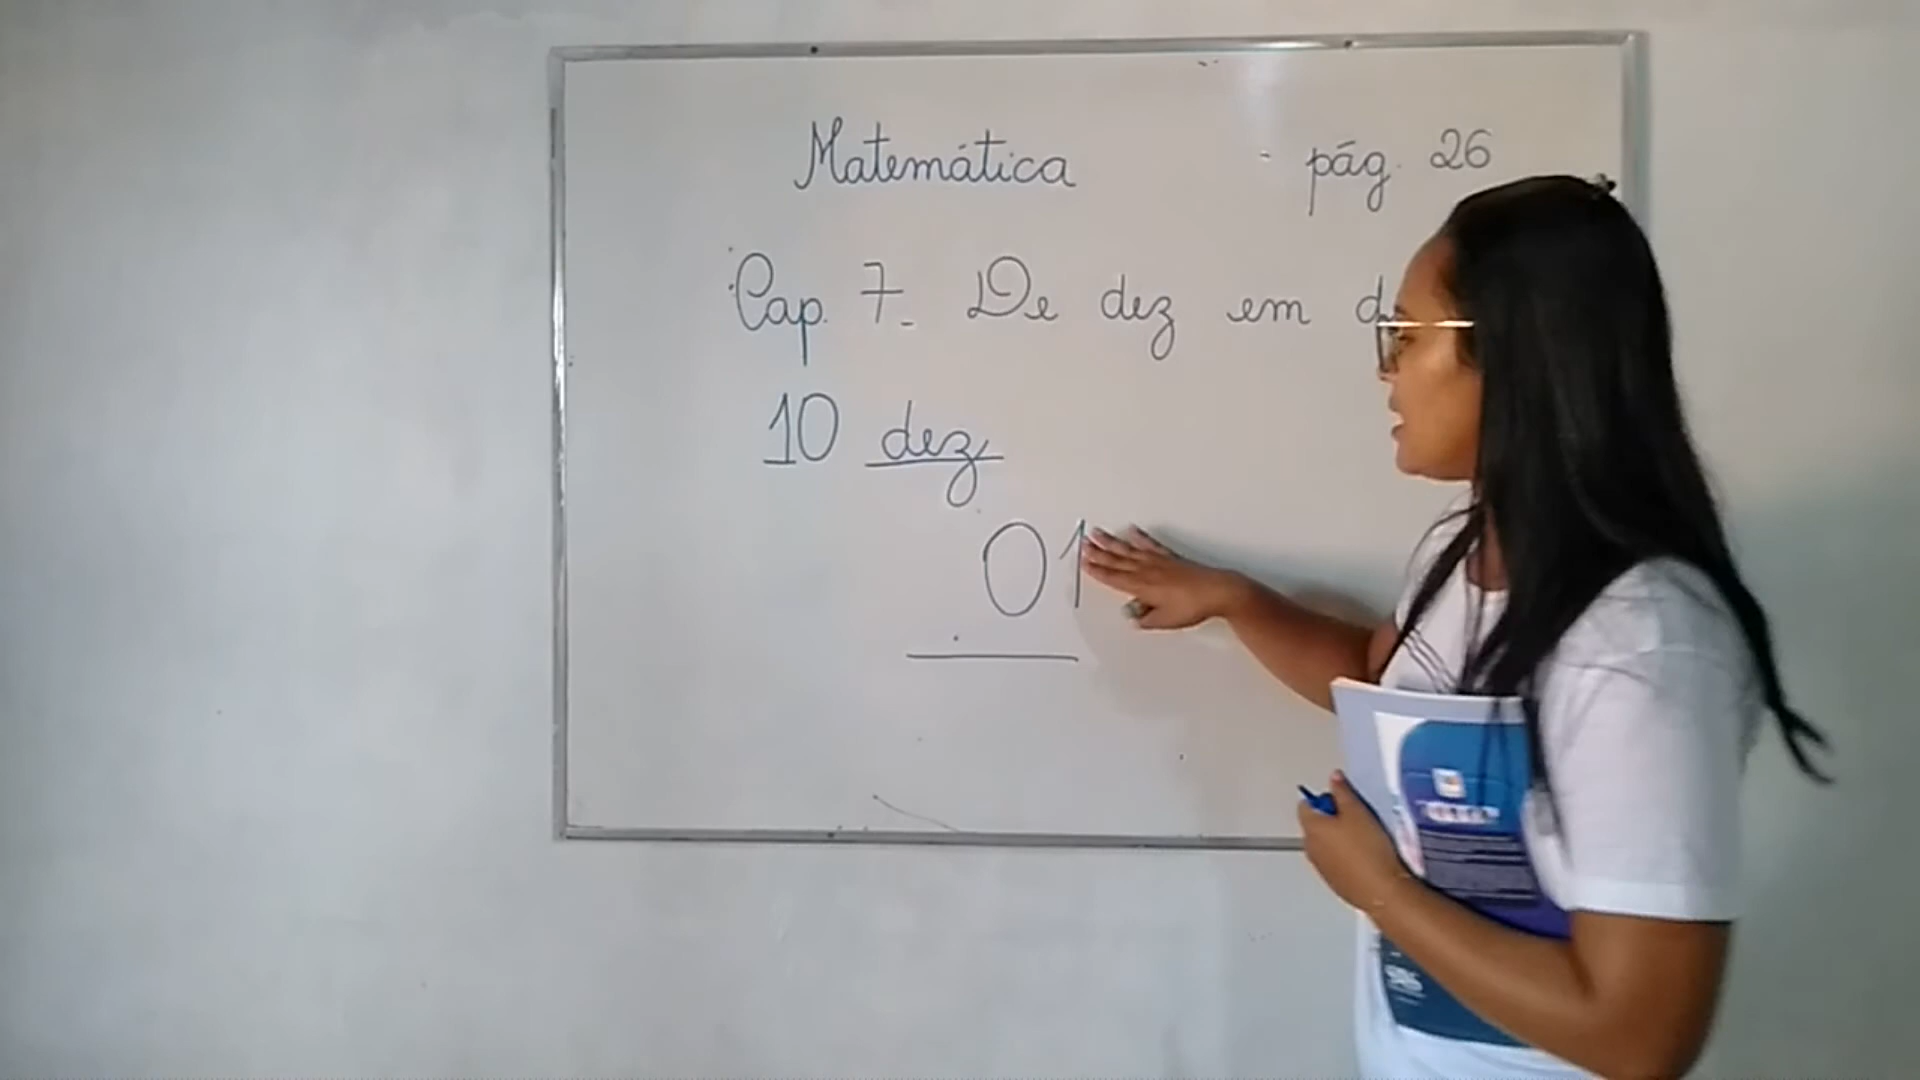 Matemática pág. 26
Cap. 7- De dez em
10 dez
01